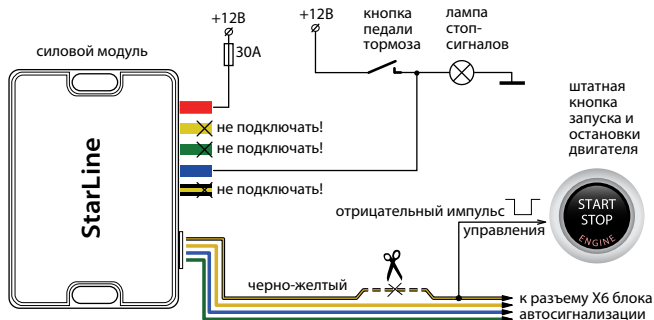 +12В
30А
силовой модуль
StarLine
не подключать!
не подключать!
не подключать!
+12В
кнопка
педали
тормоза
лампа
стоп-
сигналов
штатная
кнопка
запуска и
остановки
двигателя
START
STOP
ENGINE
отрицательный импульс
управления
черно-желтый
к разъему X6 блока
автосигнализации